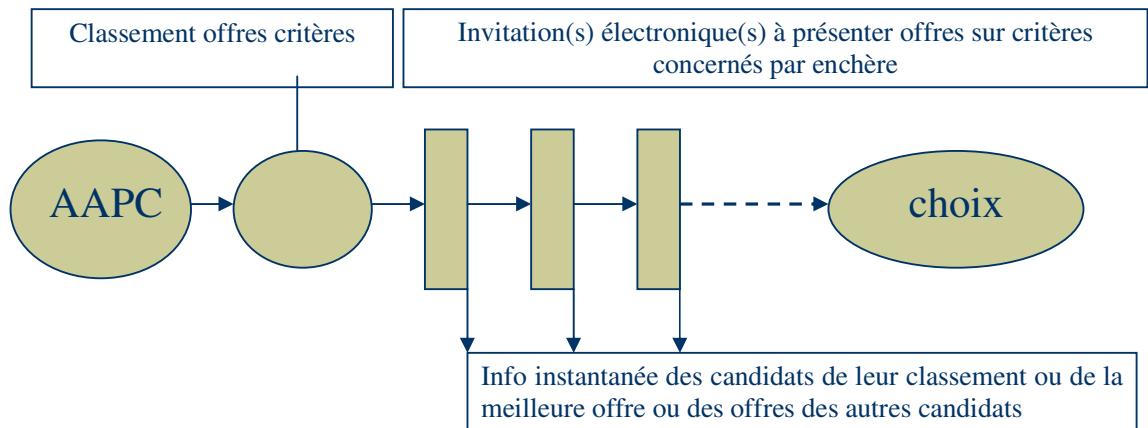 Classement offres critères
Invitation(s) électronique(s) à présenter offres sur critères
concernés par enchère
AAPC
choix
Info instantanée des candidats de leur classement ou de la
meilleure offre ou des offres des autres candidats